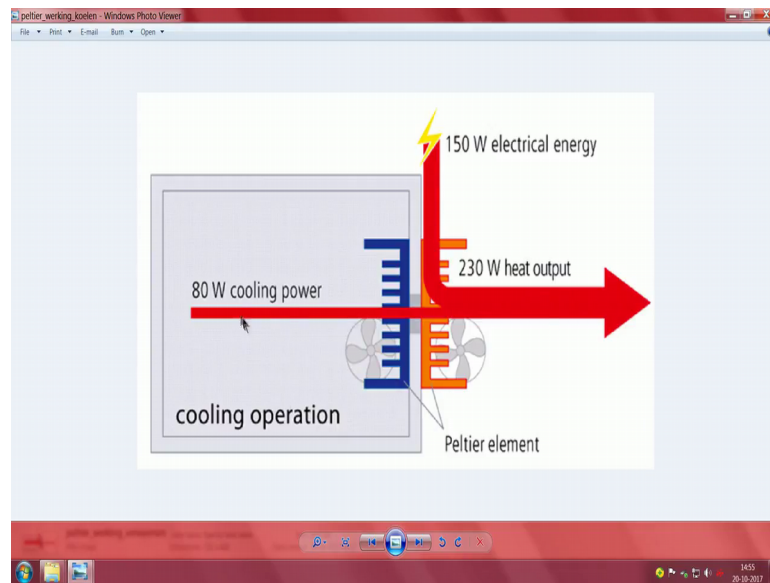 peltier_werking_koelen - Windows Photo Viewer
File Print E-mail Burn Open
150 W electrical energy
230 W heat output
80 W cooling power
cooling operation
Peltier element
14:55
20-10-2017